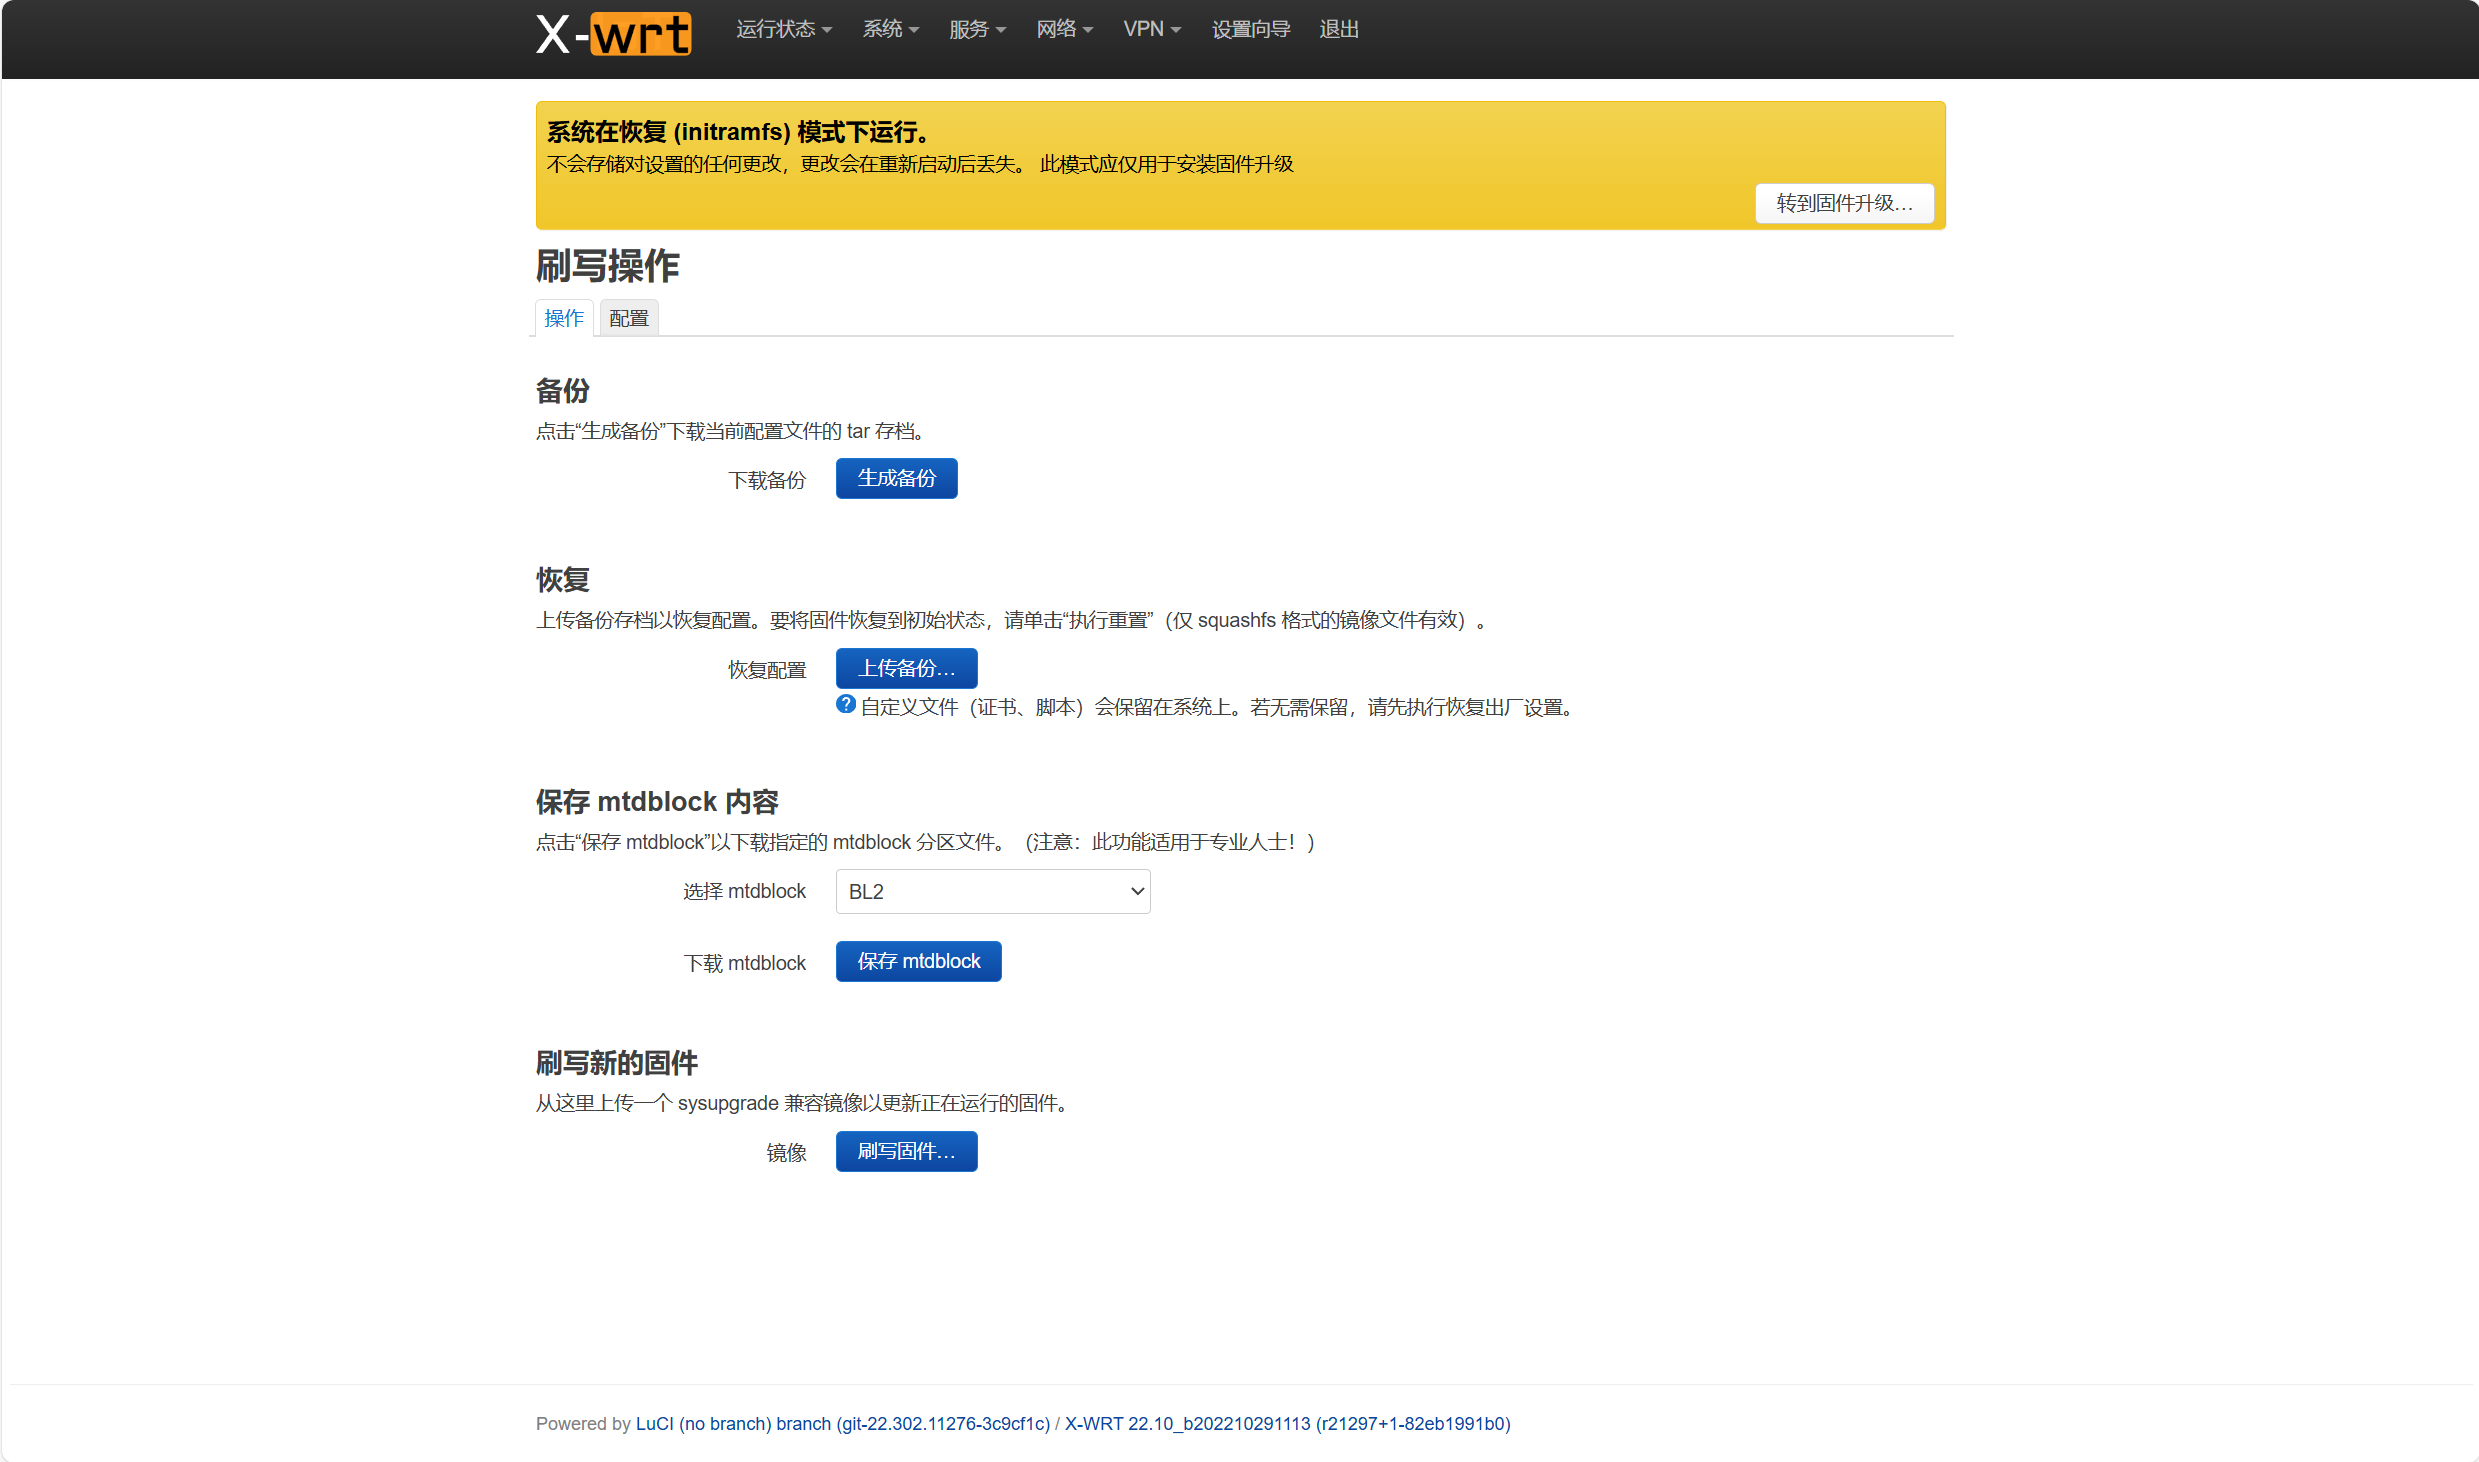 X-wrt 运行状态 系统 服务 网络 VPN 设置向导 退出
系统在恢复 (initramfs) 模式下运行。
不会存储对设置的任何更改，更改会在重新启动后丢失。 此模式应仅用于安装固件升级
转到固件升级…
刷写操作
操作 配置
备份
点击“生成备份”下载当前配置文件的 tar 存档。
下载备份 生成备份
恢复
上传备份存档以恢复配置。要将固件恢复到初始状态，请单击“执行重置”（仅 squashfs 格式的镜像文件有效）。
恢复配置 上传备份…
自定义文件（证书、脚本）会保留在系统上。若无需保留，请先执行恢复出厂设置。
保存 mtdblock 内容
点击“保存 mtdblock”以下载指定的 mtdblock 分区文件。（注意：此功能适用于专业人士！）
选择 mtdblock BL2
下载 mtdblock 保存 mtdblock
刷写新的固件
从这里上传一个 sysupgrade 兼容镜像以更新正在运行的固件。
镜像 刷写固件…
Powered by LuCI (no branch) branch (git-22.302.11276-3c9cf1c) / X-WRT 22.10_b202210291113 (r21297+1-82eb1991b0)